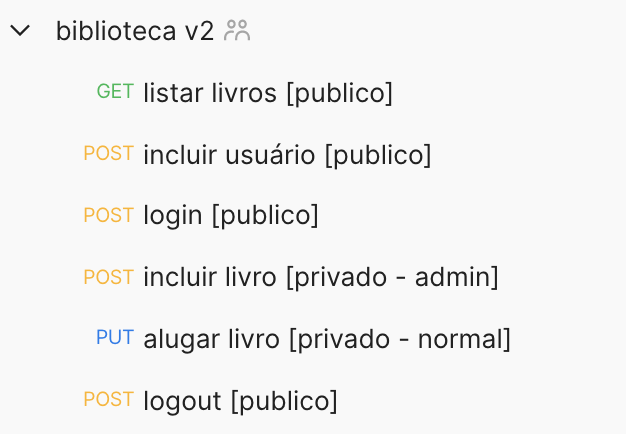 biblioteca v2
GET listar livros [publico]
POST incluir usuário [publico]
POST login [publico]
POST incluir livro [privado - admin]
PUT alugar livro [privado - normal]
POST logout [publico]